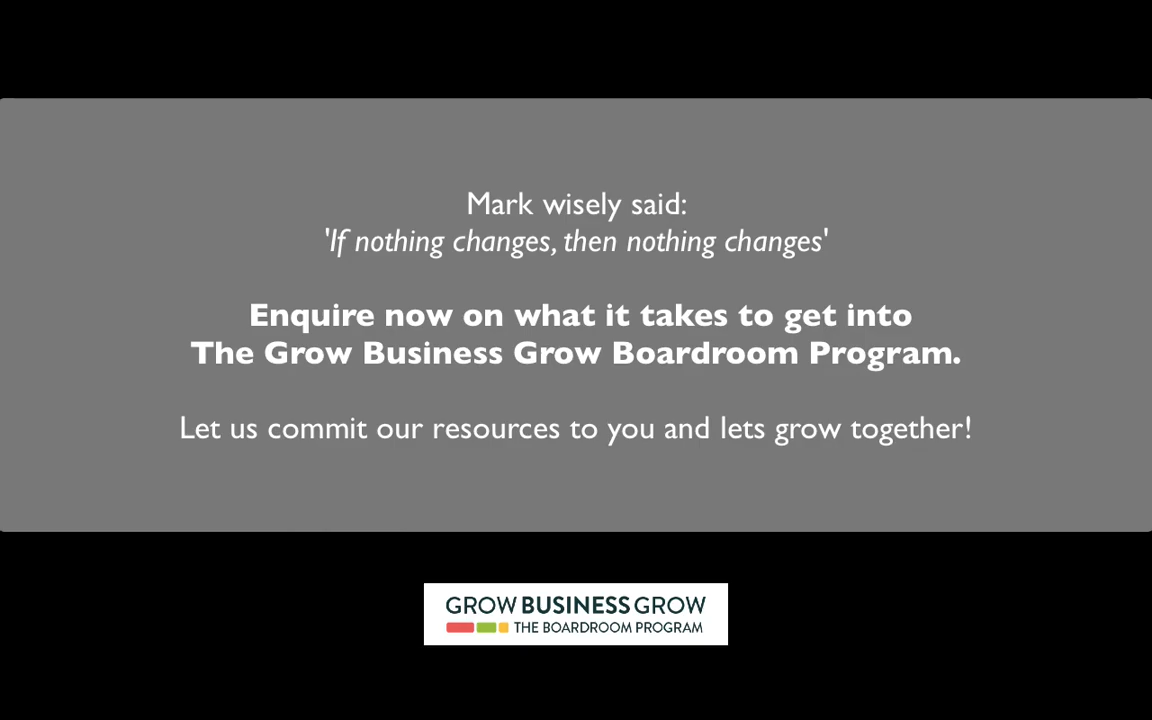 Mark wisely said:
'If nothing changes, then nothing changes'
Enquire now on what it takes to get into
The Grow Business Grow Boardroom Program.
Let us commit our resources to you and lets grow together!
GROW BUSINESS GROW
THE BOARDROOM PROGRAM